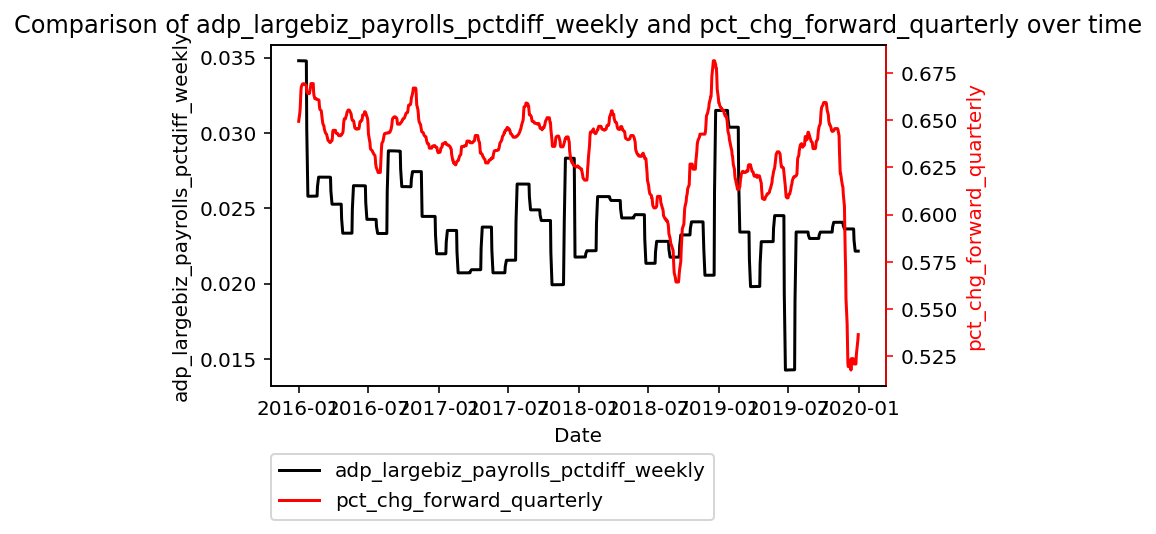 Comparison of adp_largebiz_payrolls_pctdiff_weekly and pct_chg_forward_quarterly over time
adp_largebiz_payrolls_pctdiff_weekly
0.035
0.030
0.025
0.020
0.015
0.675
0.650
0.625
0.600
0.575
0.550
0.525
pct_chg_forward_quarterly
2016-01 2016-07 2017-01 2017-07 2018-01 2018-07 2019-01 2019-07 2020-01
Date
adp_largebiz_payrolls_pctdiff_weekly
pct_chg_forward_quarterly